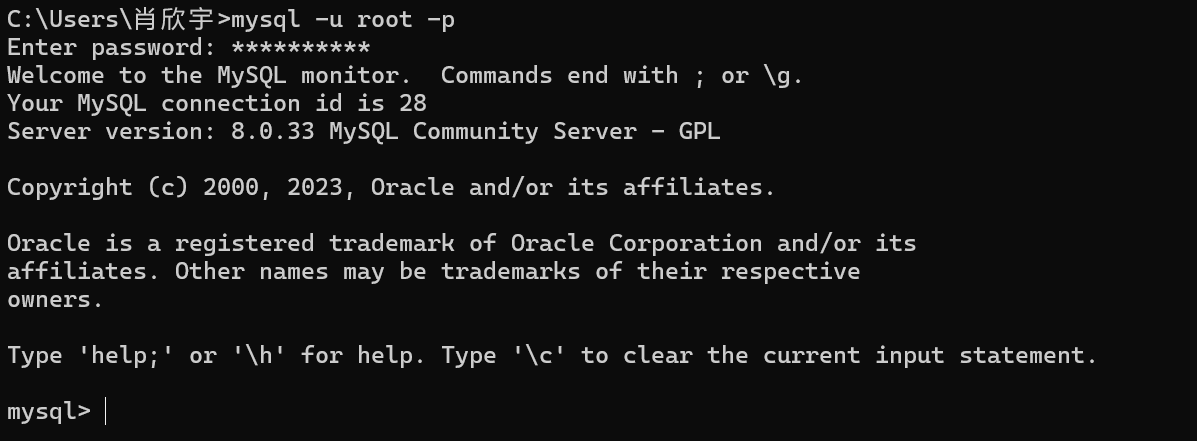 C:\Users\肖欣宇>mysql -u root -p
Enter password: **********
Welcome to the MySQL monitor.  Commands end with ; or \g.
Your MySQL connection id is 28
Server version: 8.0.33 MySQL Community Server - GPL
Copyright (c) 2000, 2023, Oracle and/or its affiliates.
Oracle is a registered trademark of Oracle Corporation and/or its
affiliates. Other names may be trademarks of their respective
owners.
Type 'help;' or '\h' for help. Type '\c' to clear the current input statement.
mysql>